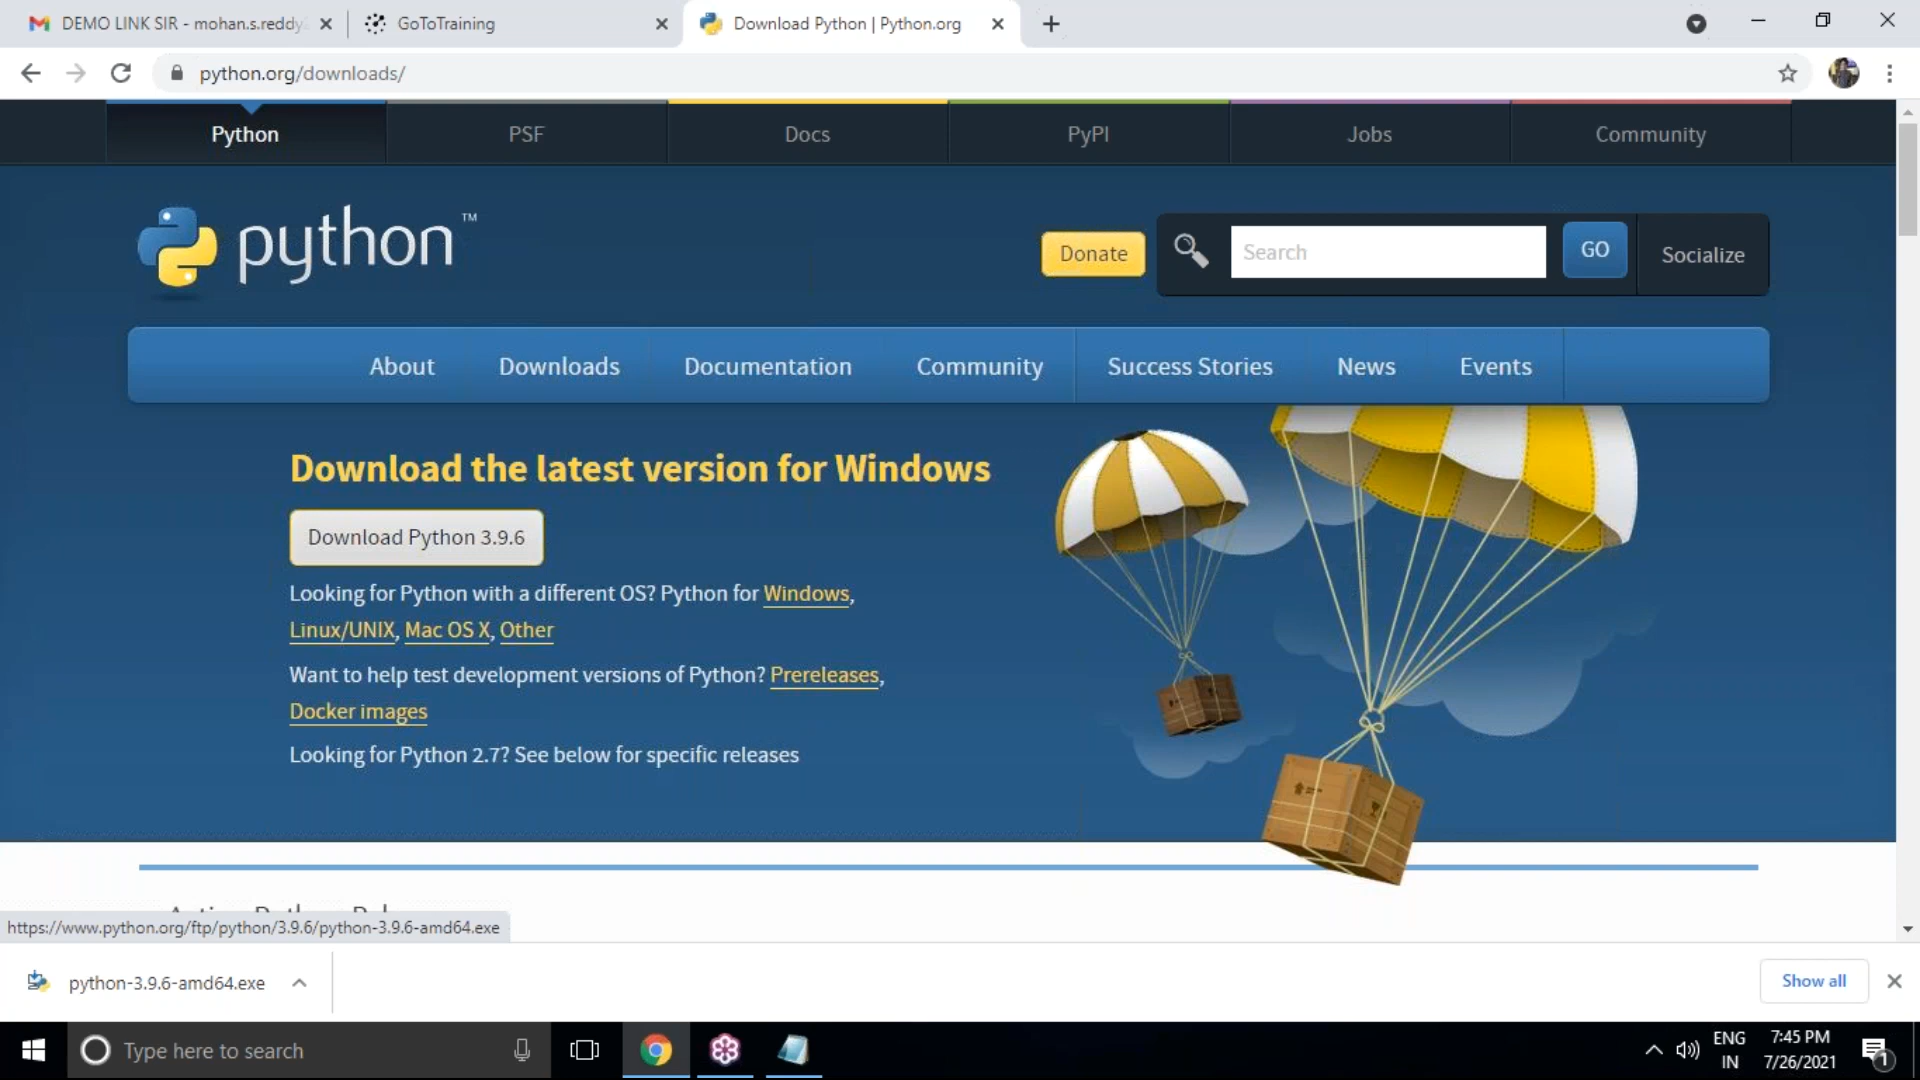 DEMO LINK SIR - mohan.s.reddy
GoToTraining
Download Python | Python.org
python.org/downloads/
Python
PSF
Docs
PyPI
Jobs
Community
python™
Donate
Search
GO
Socialize
About
Downloads
Documentation
Community
Success Stories
News
Events
Download the latest version for Windows
Download Python 3.9.6
Looking for Python with a different OS? Python for Windows,
Linux/UNIX, Mac OS X, Other
Want to help test development versions of Python? Prereleases,
Docker images
Looking for Python 2.7? See below for specific releases
https://www.python.org/ftp/python/3.9.6/python-3.9.6-amd64.exe
python-3.9.6-amd64.exe
Show all
Type here to search
ENG
IN
7:45 PM
7/26/2021
1